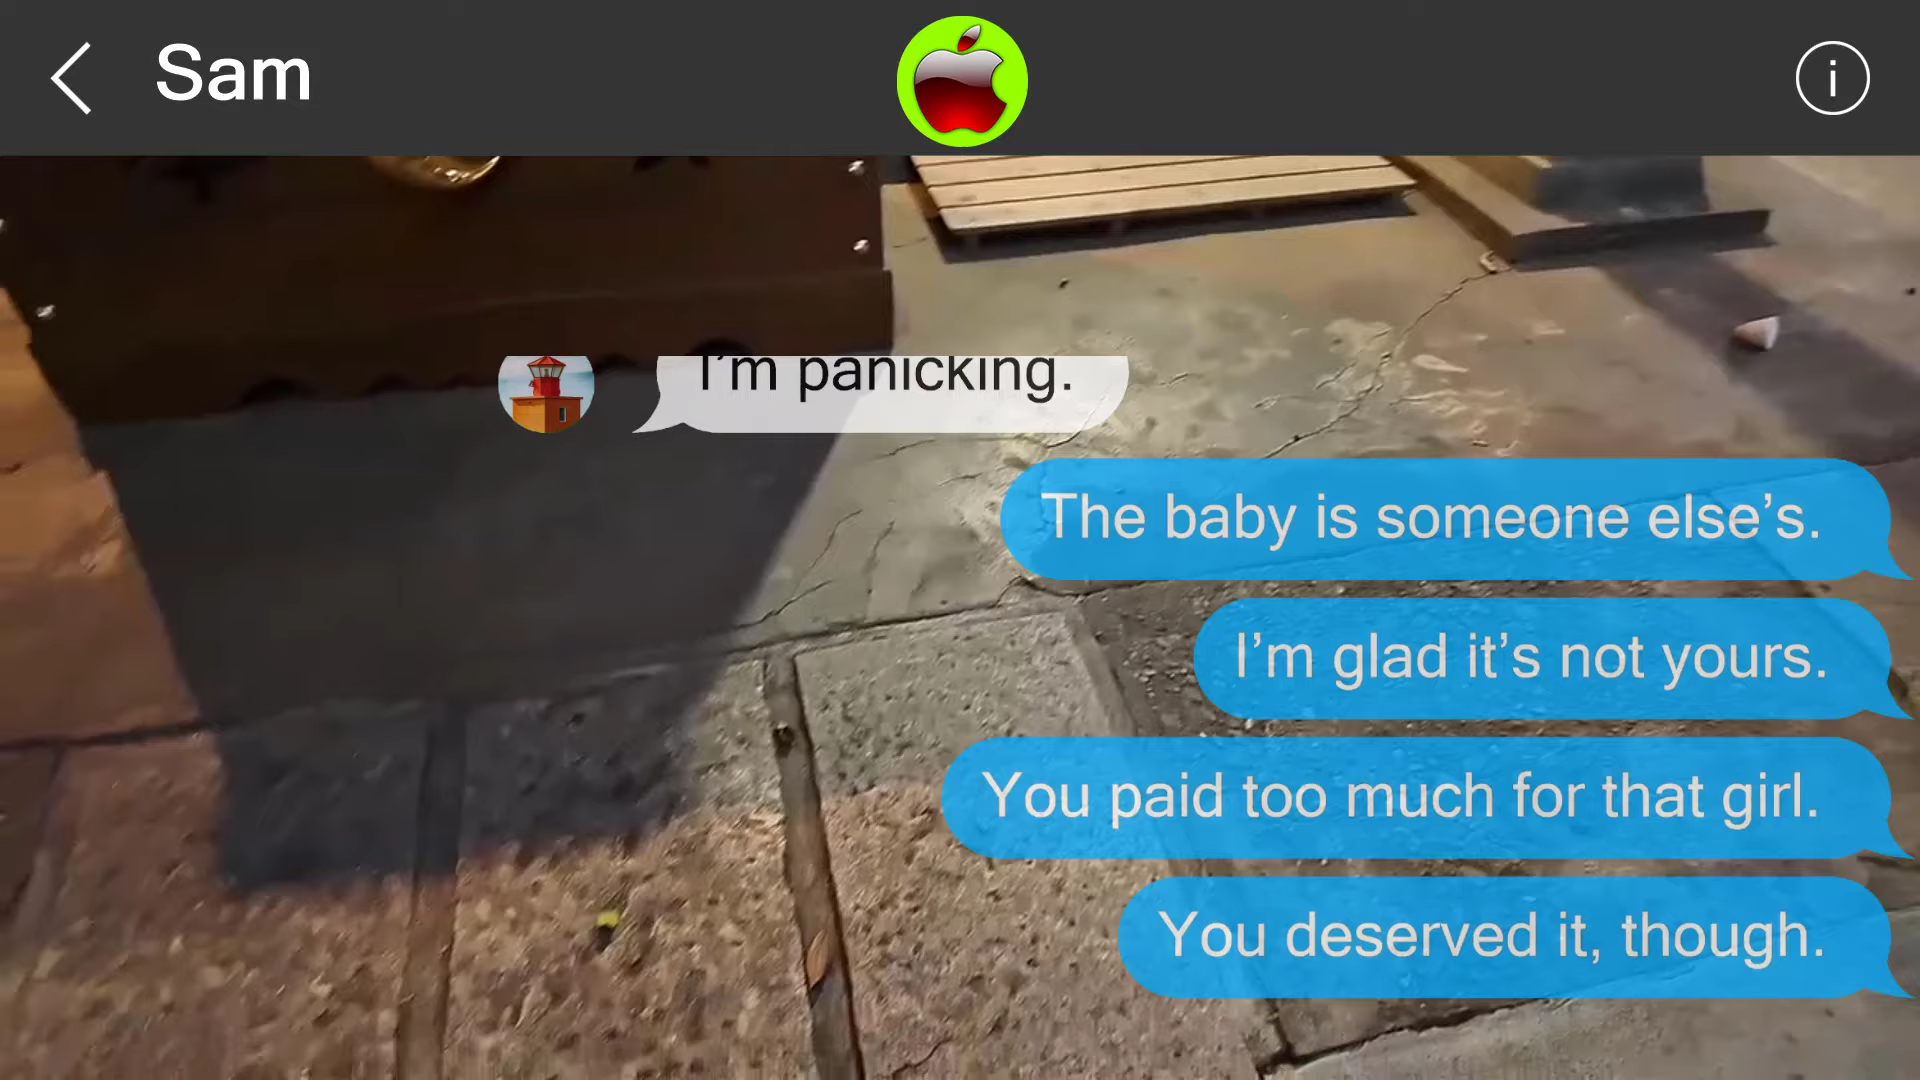 Sam
I’m panicking.
The baby is someone else’s.
I’m glad it’s not yours.
You paid too much for that girl.
You deserved it, though.